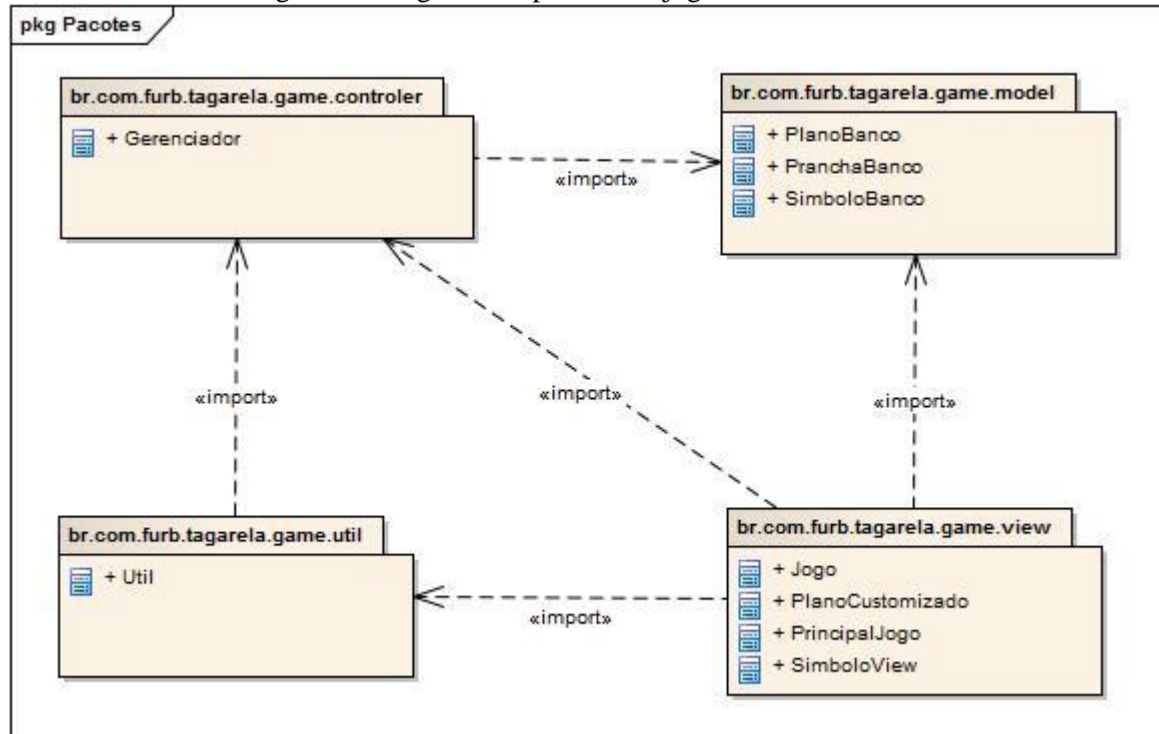 pkg Pacotes
br.com.furb.tagarela.game.controler
+ Gerenciador
br.com.furb.tagarela.game.model
+ PlanoBanco
+ PranchaBanco
+ SimboloBanco
«import»
«import»
«import»
«import»
br.com.furb.tagarela.game.util
+ Util
br.com.furb.tagarela.game.view
+ Jogo
+ PlanoCustomizado
+ PrincipalJogo
+ SimboloView
«import»